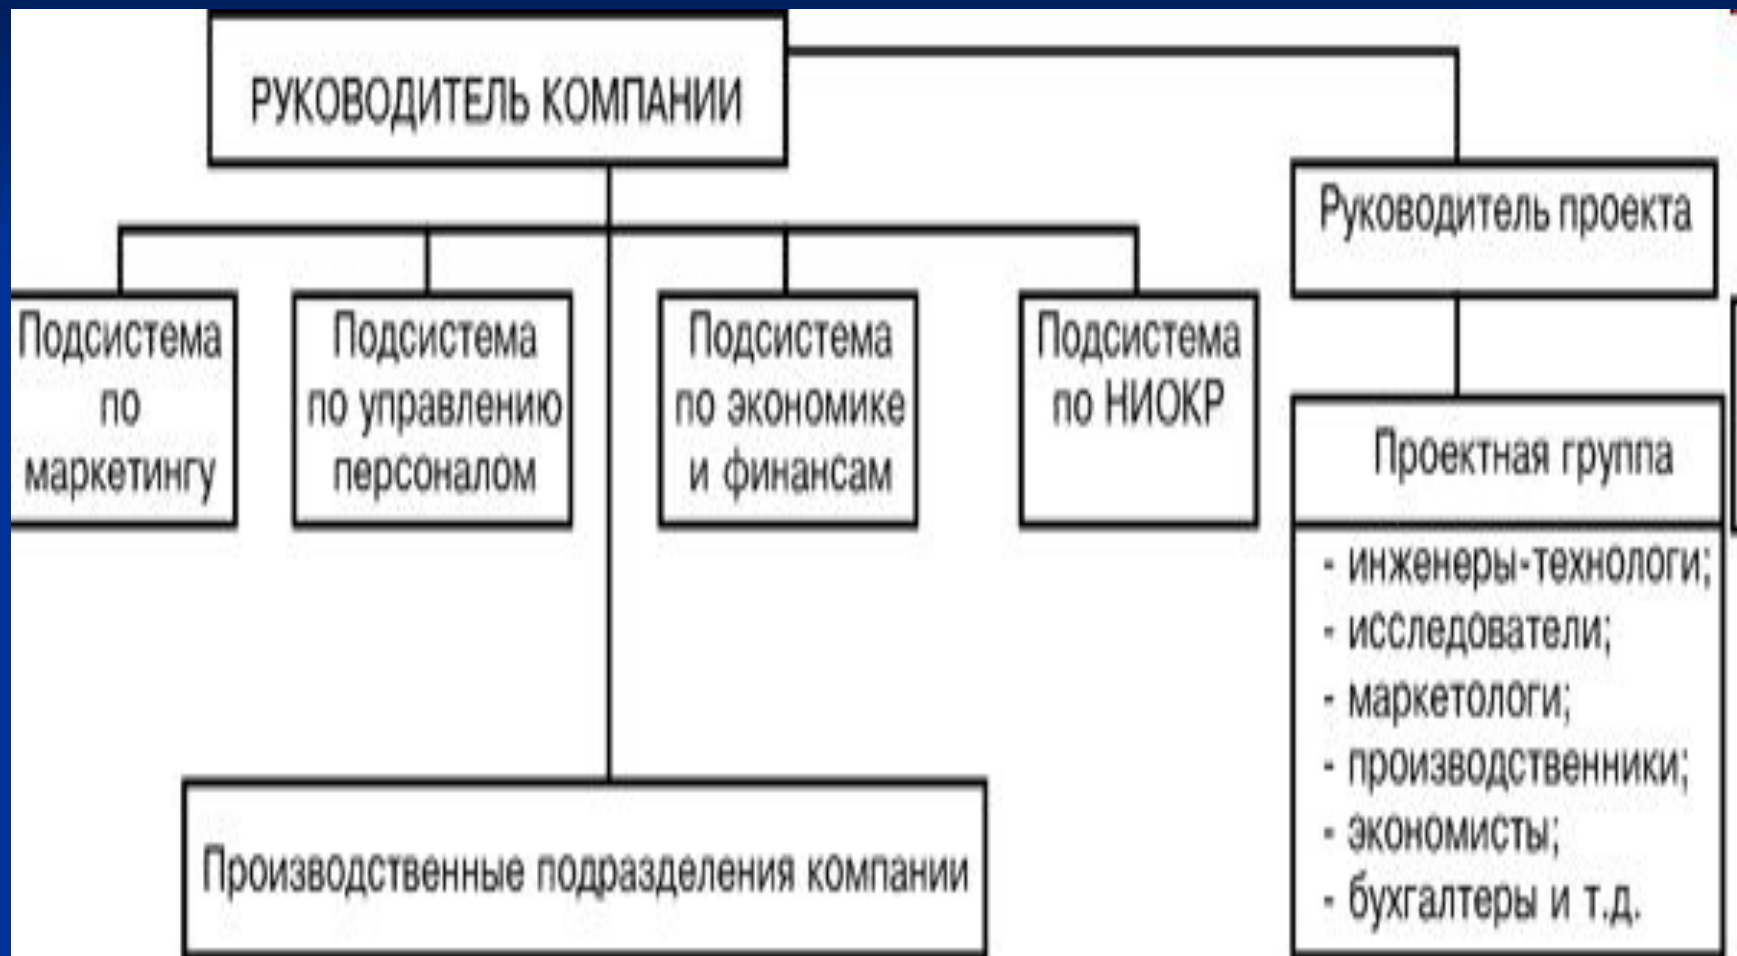 РУКОВОДИТЕЛЬ КОМПАНИИ
Руководитель проекта
Подсистема
по
маркетингу
Подсистема
по управлению
персоналом
Подсистема
по экономике
и финансам
Подсистема
по НИОКР
Проектная группа
- инженеры-технологи;
- исследователи;
- маркетологи;
- производственники;
- экономисты;
- бухгалтеры и т.д.
Производственные подразделения компании